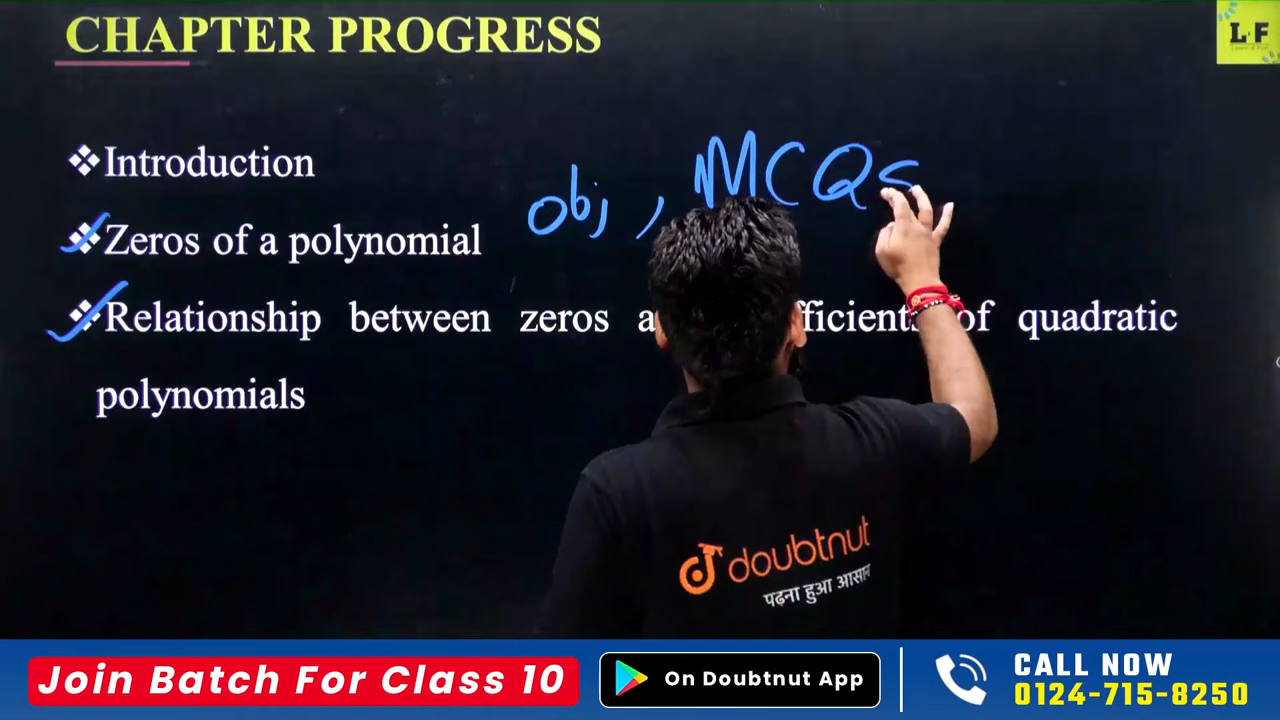 CHAPTER PROGRESS
L F
❖Introduction
obj, MCQs
❖Zeros of a polynomial
❖Relationship between zeros a fficients of quadratic
polynomials
doubtnut
पढ़ना हुआ आसान
Join Batch For Class 10
On Doubtnut App
CALL NOW
0124-715-8250